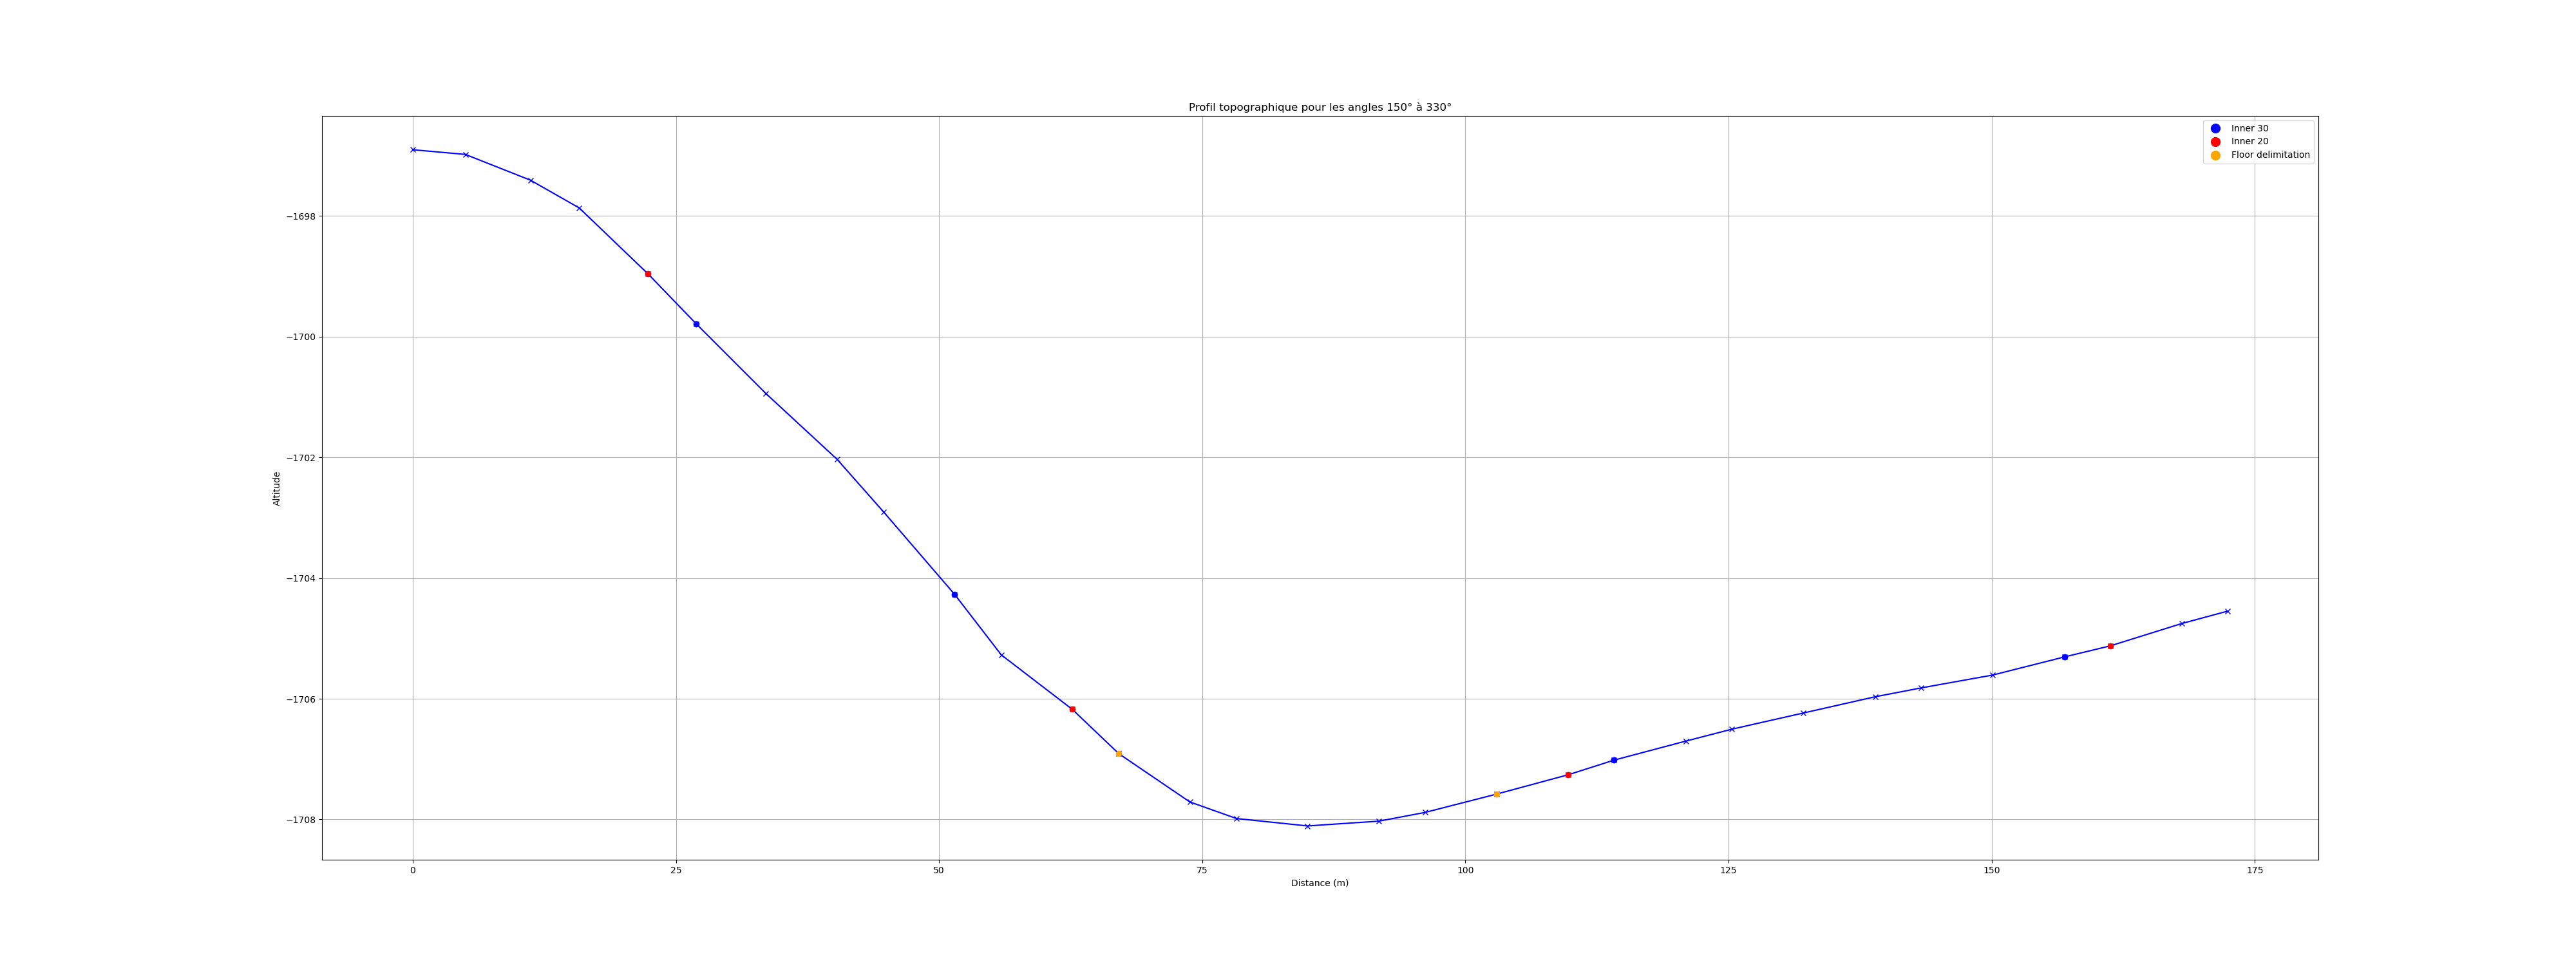 Profil topographique pour les angles 150° à 330°
Inner 30
Inner 20
Floor delimitation
−1698
−1700
−1702
−1704
−1706
−1708
Altitude
0 25 50 75 100 125 150 175
Distance (m)